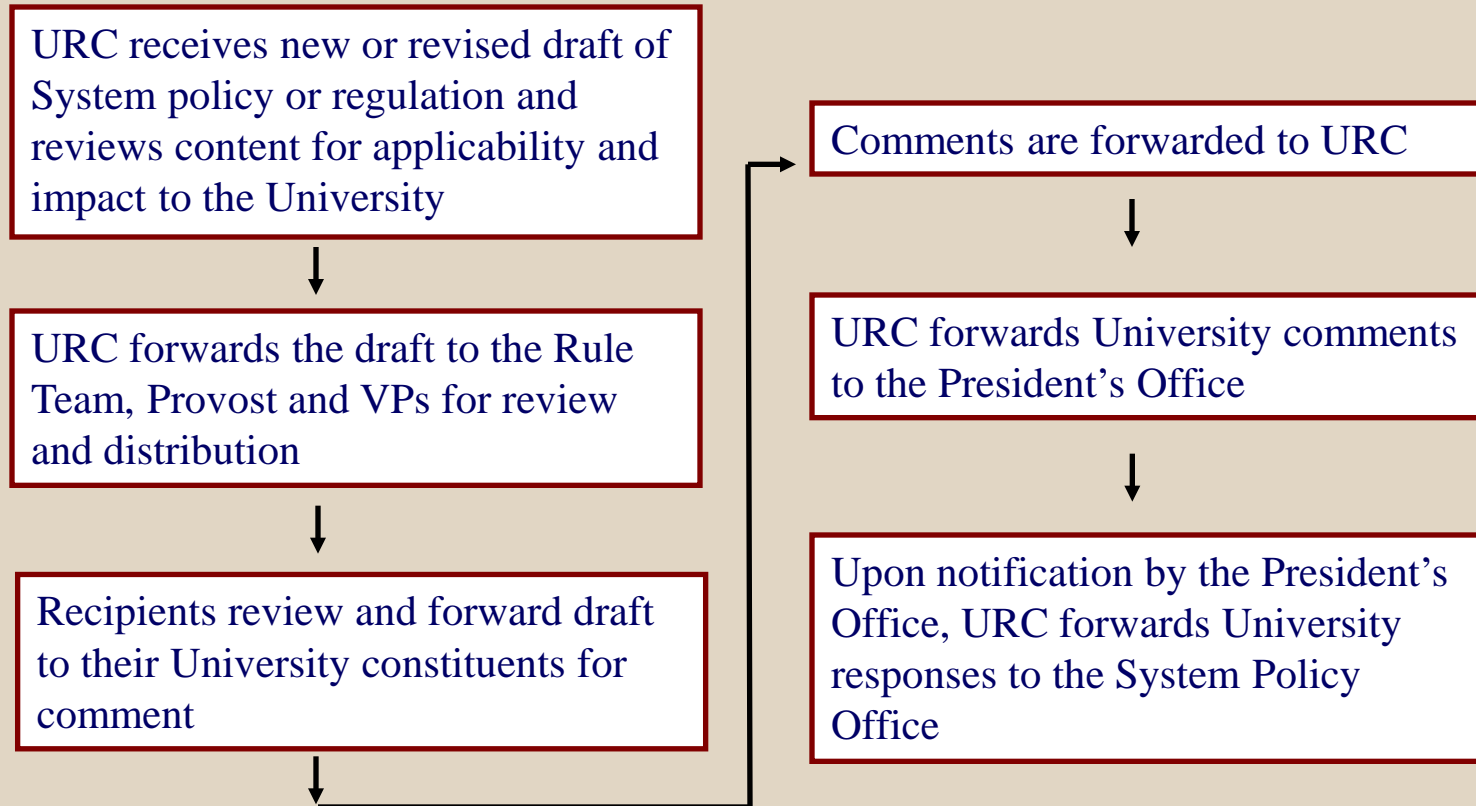 URC receives new or revised draft of
System policy or regulation and
reviews content for applicability and
impact to the University
URC forwards the draft to the Rule
Team, Provost and VPs for review
and distribution
Recipients review and forward draft
to their University constituents for
comment
Comments are forwarded to URC
URC forwards University comments
to the President’s Office
Upon notification by the President’s
Office, URC forwards University
responses to the System Policy
Office